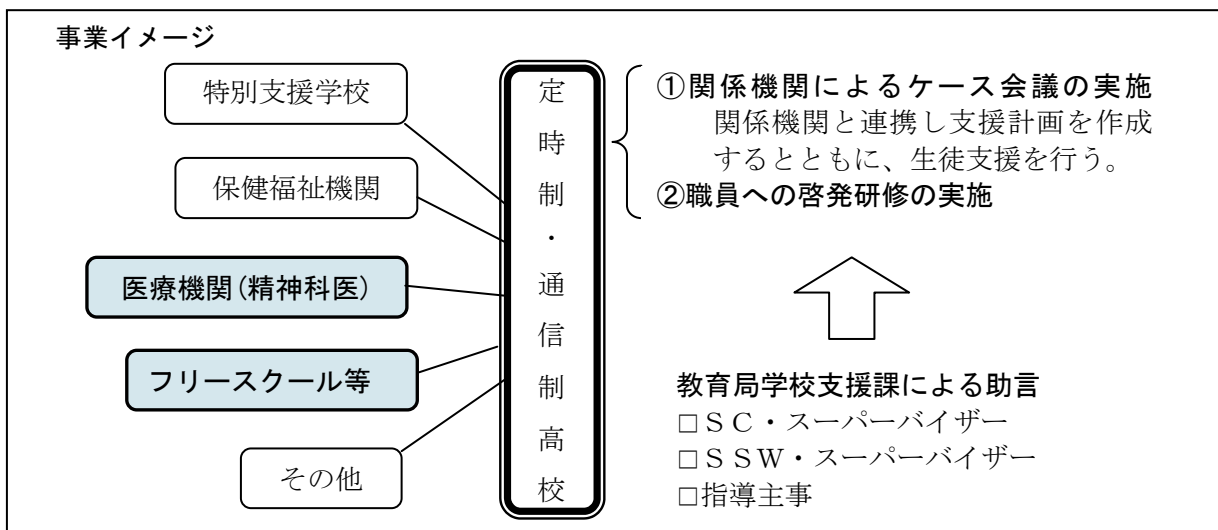 事業イメージ
特別支援学校
保健福祉機関
医療機関(精神科医)
フリースクール等
その他
定時制・通信制高校
①関係機関によるケース会議の実施
関係機関と連携し支援計画を作成
するとともに、生徒支援を行う。
②職員への啓発研修の実施
教育局学校支援課による助言
□ＳＣ・スーパーバイザー
□ＳＳＷ・スーパーバイザー
□指導主事